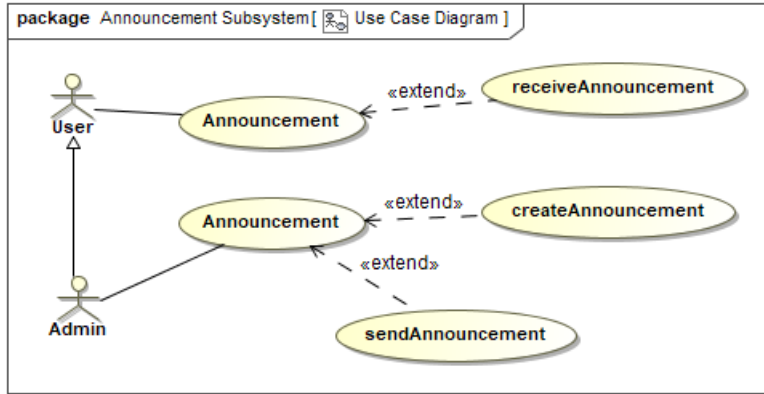 package Announcement Subsystem[ Use Case Diagram ]
«extend»
receiveAnnouncement
Announcement
User
«extend»
createAnnouncement
Announcement
«extend»
Admin
sendAnnouncement